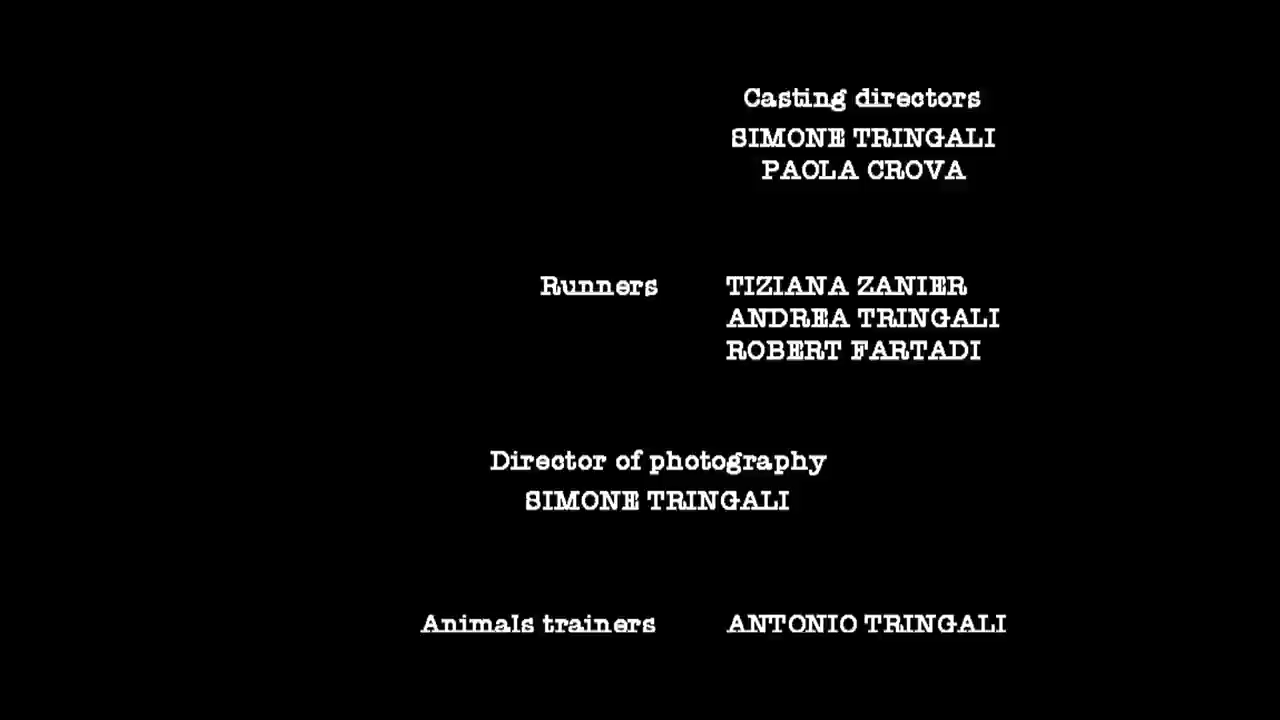 Casting directors
SIMONE TRINGALI
PAOLA CROVA
Runners TIZIANA ZANIER
ANDREA TRINGALI
ROBERT FARTADI
Director of photography
SIMONE TRINGALI
Animals trainers ANTONIO TRINGALI